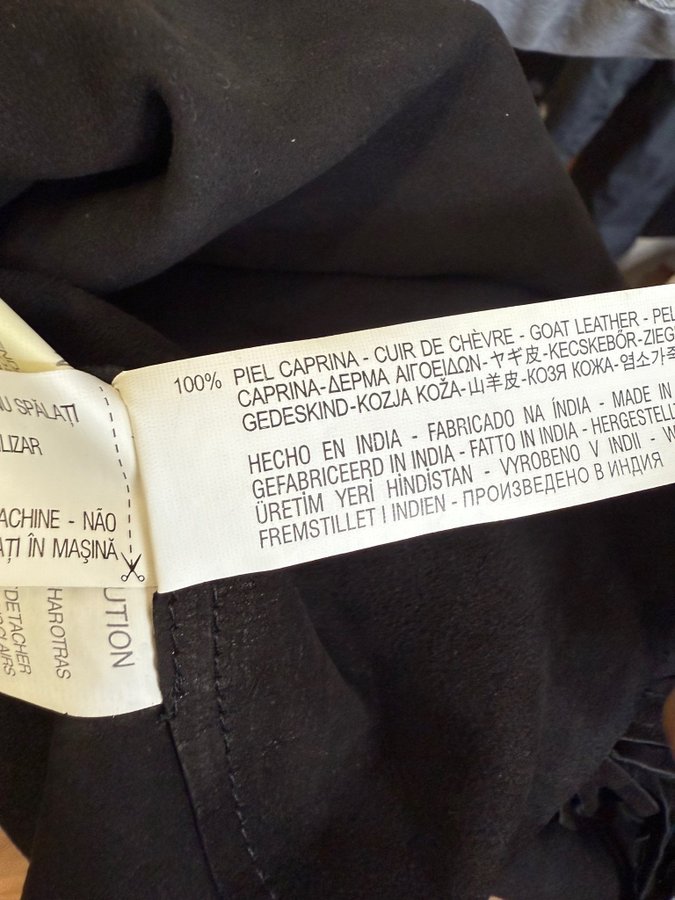 100% PIEL CAPRINA - CUIR DE CHÈVRE - GOAT LEATHER - PEL
CAPRINA - ΔΕΡΜΑ ΑΙΓΟΕΙΔΩΝ - ヤギ皮 - KECSKEBŐR - ZIEG
GEDESKIND - KOZJA KOŽA - 山羊皮 - КОЗЯ КОЖА - 염소가죽
HECHO EN INDIA - FABRICADO NA ÍNDIA - MADE IN
GEFABRICEERD IN INDIA - FATTO IN INDIA - HERGESTELL
ÜRETİM YERİ HİNDİSTAN - VYROBENO V INDII - W
FREMSTILLET I INDIEN - ПРОИЗВЕДЕНО В ИНДИЯ
NU SPĂLAȚI
LIZAR
ACHINE - NÃO
AȚI ÎN MAȘINĂ
UTION
HAROTRAS
DETACHER
CLAIRS